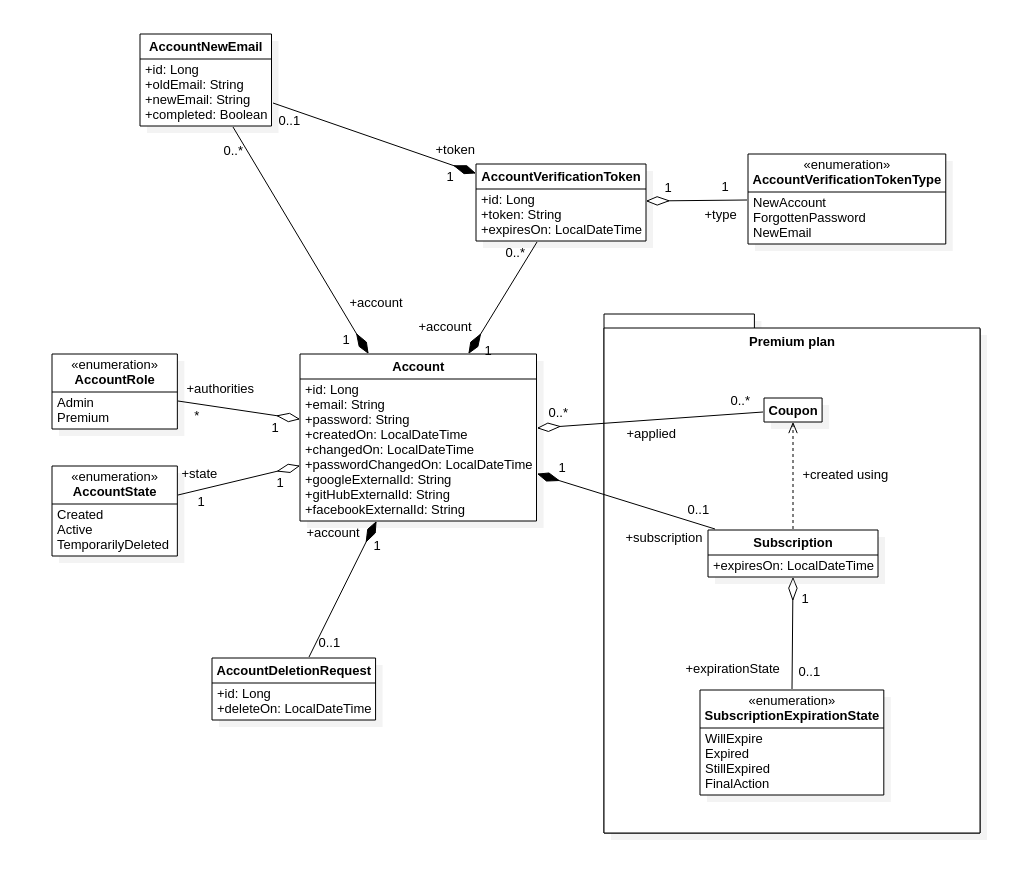 AccountNewEmail
+id: Long
+oldEmail: String
+newEmail: String
+completed: Boolean
0..1
0..*
+token
1
AccountVerificationToken
+id: Long
+token: String
+expiresOn: LocalDateTime
0..*
1
1
+type
«enumeration»
AccountVerificationTokenType
NewAccount
ForgottenPassword
NewEmail
+account
1
+account
1
«enumeration»
AccountRole
Admin
Premium
+authorities
*
1
«enumeration»
AccountState
Created
Active
TemporarilyDeleted
+state
1
1
Account
+id: Long
+email: String
+password: String
+createdOn: LocalDateTime
+changedOn: LocalDateTime
+passwordChangedOn: LocalDateTime
+googleExternalId: String
+gitHubExternalId: String
+facebookExternalId: String
+account
1
0..1
AccountDeletionRequest
+id: Long
+deleteOn: LocalDateTime
Premium plan
0..*
0..*
+applied
Coupon
+created using
1
0..1
+subscription
Subscription
+expiresOn: LocalDateTime
1
+expirationState
0..1
«enumeration»
SubscriptionExpirationState
WillExpire
Expired
StillExpired
FinalAction